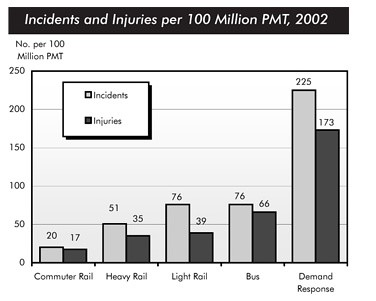 Incidents and Injuries per 100 Million PMT, 2002
No. per 100
Million PMT
250
200
150
100
50
0
Incidents
Injuries
20 17
51 35
76 39
76 66
225 173
Commuter Rail Heavy Rail Light Rail Bus Demand
Response